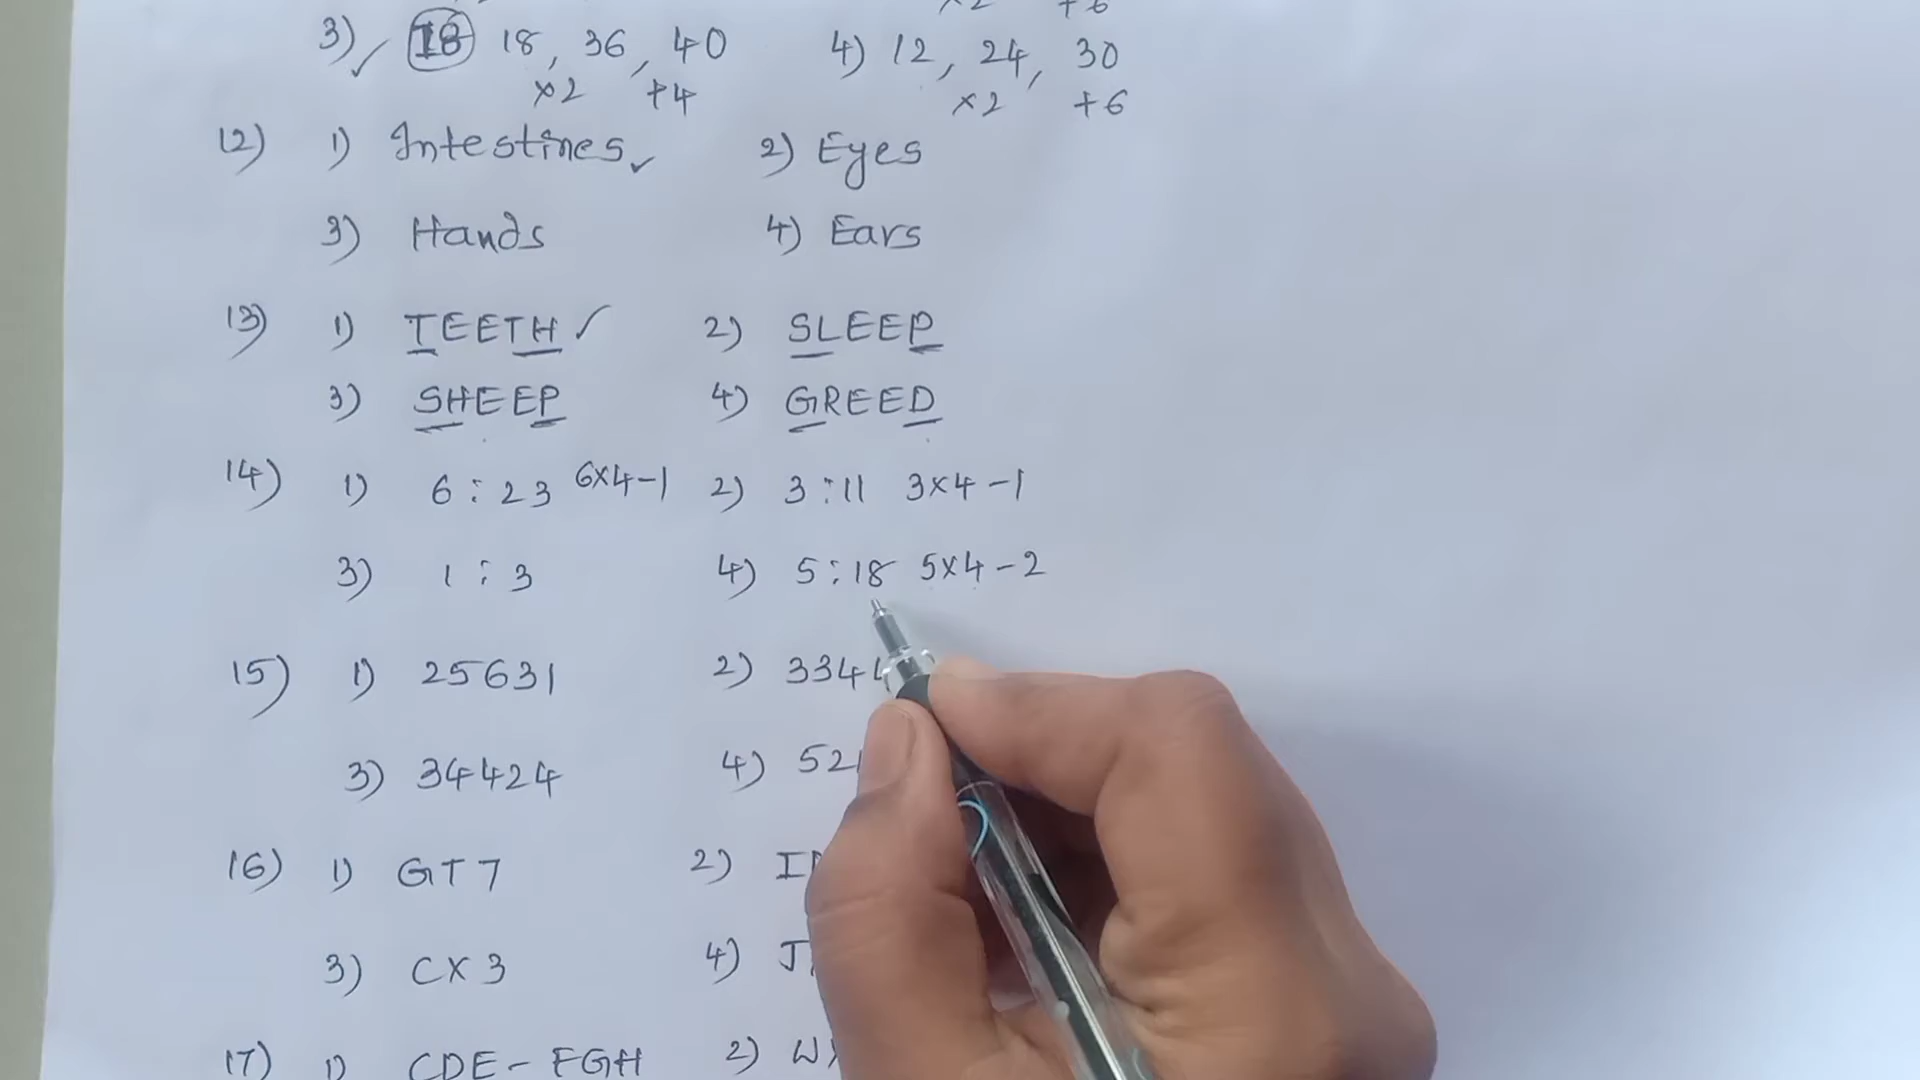 ×2 +6
3) ✓ 18 18, 36, 40 4) 12, 24, 30
×2 +4 ×2 +6
12) 1) Intestines ✓ 2) Eyes
3) Hands 4) Ears
13) 1) TEETH ✓ 2) SLEEP
3) SHEEP 4) GREED
14) 1) 6:23 6×4-1 2) 3:11 3×4-1
3) 1:3 4) 5:18 5×4-2
15) 1) 25631 2)
3) 34424 4)
16) 1) GT7 2)
3) CX3 4)
17) 1) CDE-FGH 2)